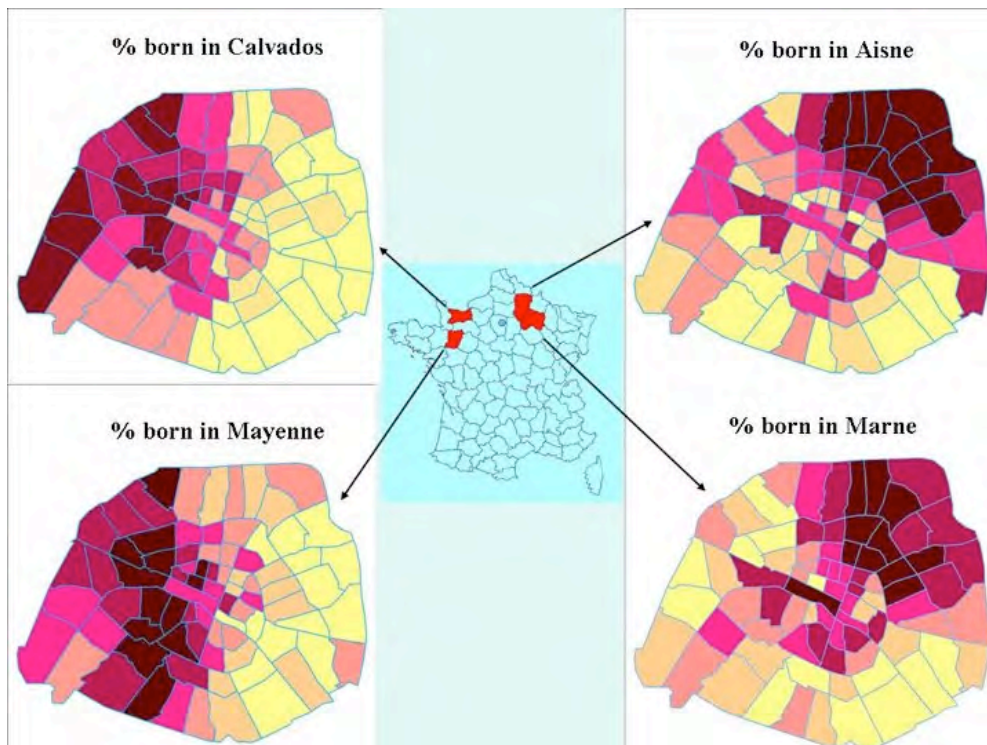 % born in Calvados
% born in Aisne
% born in Mayenne
% born in Marne